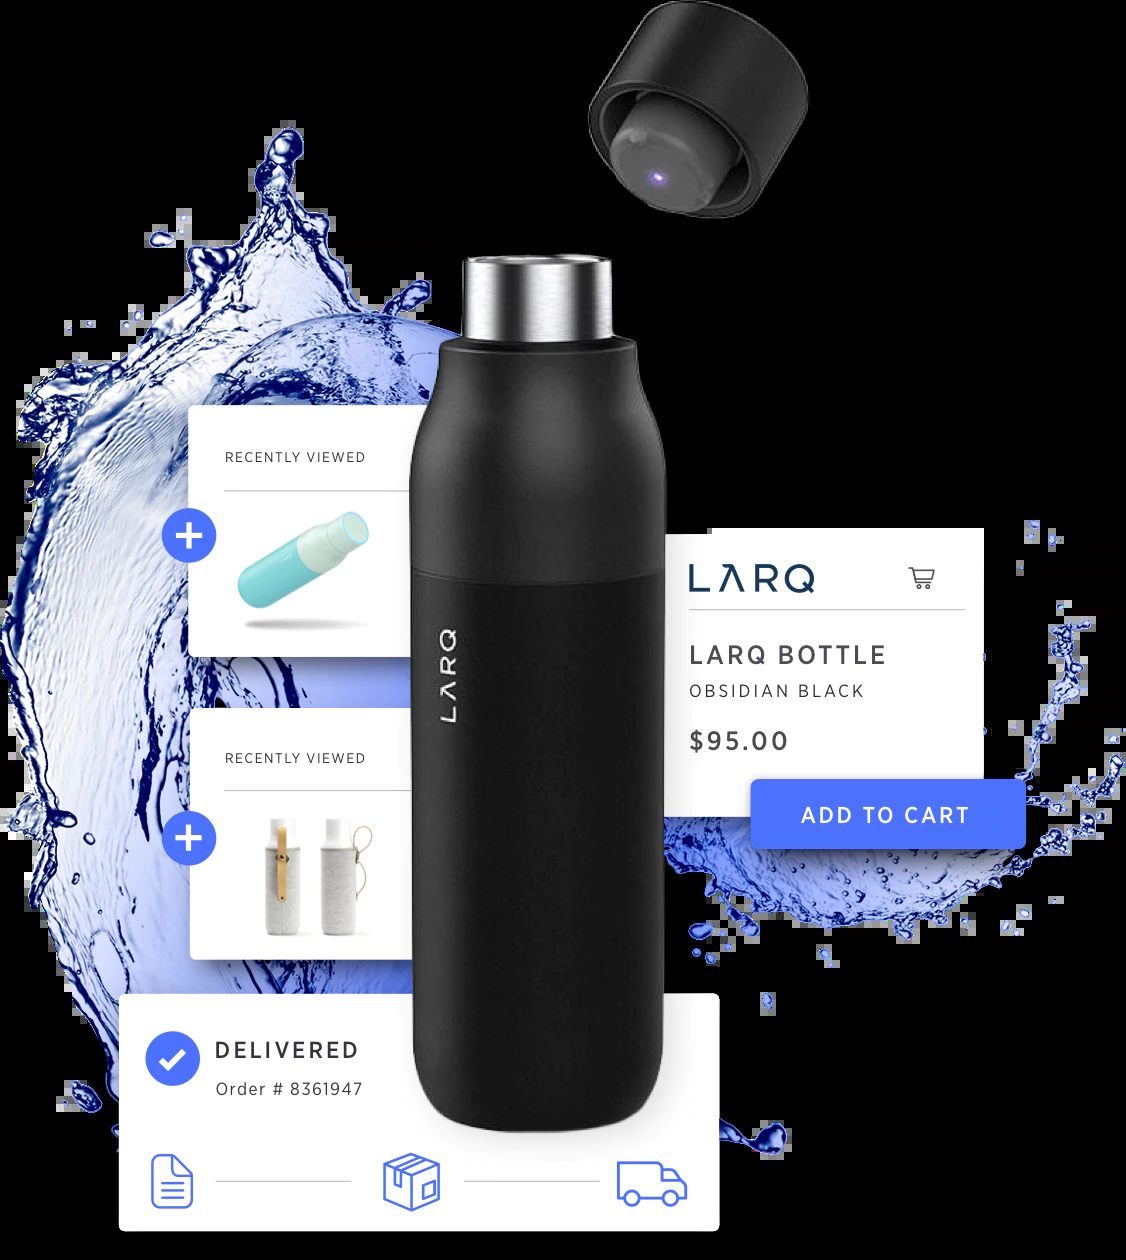 RECENTLY VIEWED
LARQ
LARQ
LARQ BOTTLE
OBSIDIAN BLACK
$95.00
ADD TO CART
RECENTLY VIEWED
DELIVERED
Order # 8361947